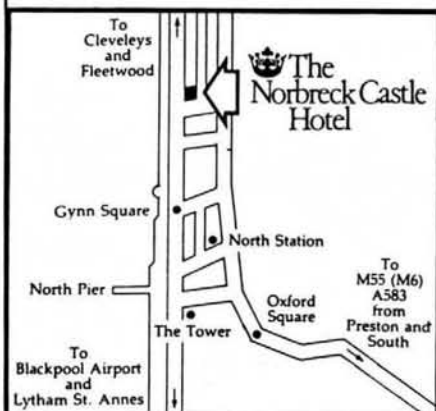 To
Cleveleys
and
Fleetwood
The
Norbreck Castle
Hotel
Gynn Square
North Station
North Pier
To
M55 (M6)
A583
from
Preston and
South
Oxford
Square
The Tower
To
Blackpool Airport
and
Lytham St. Annes